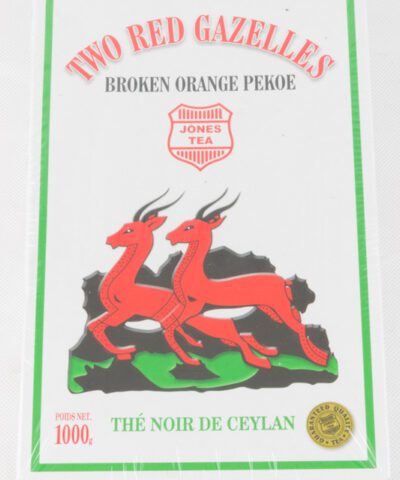 TWO RED GAZELLES
BROKEN ORANGE PEKOE
JONES
TEA
POIDS NET.
1000g
THÉ NOIR DE CEYLAN
GUARANTEED QUALITY
TEA